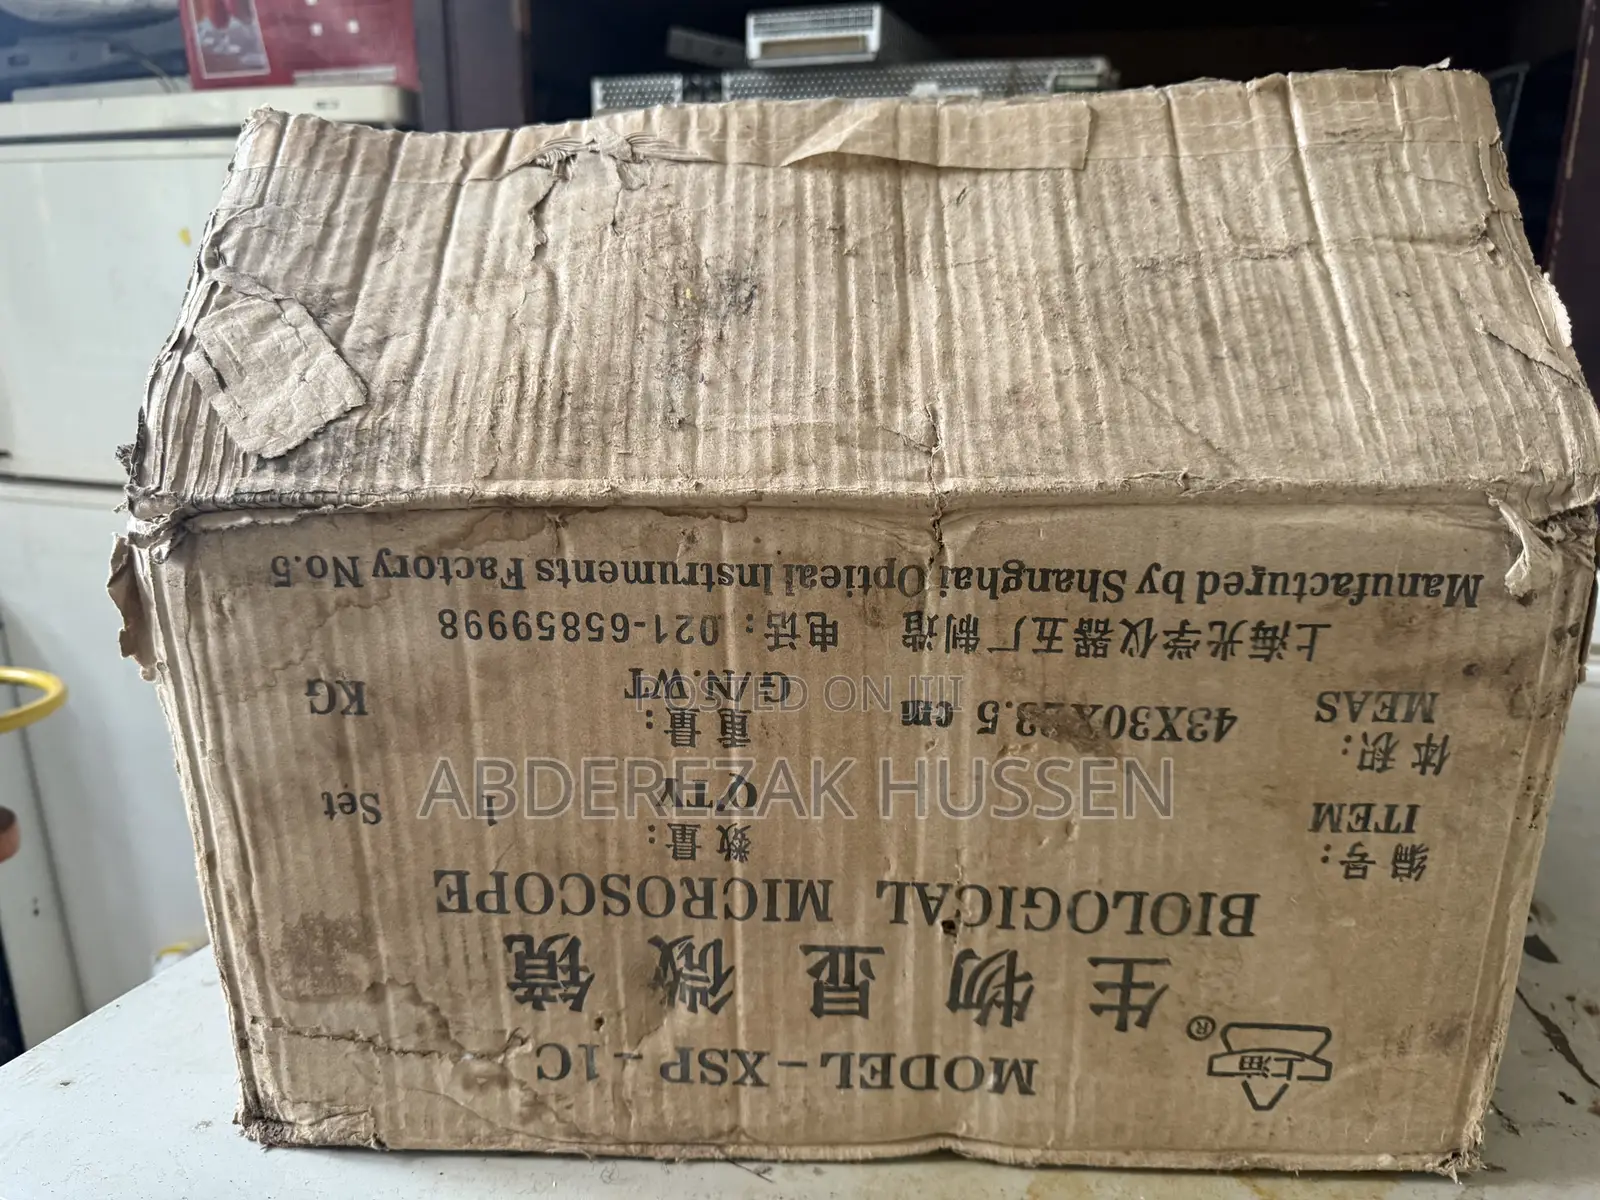 上海 ®
MODEL-XSP-1C
生物显微镜
BIOLOGICAL MICROSCOPE
编号: 数量:
ITEM Q'TY 1 Set
体积: 重量:
MEAS 43X30X23.5 cm G/N.WT KG
上海光学仪器五厂 制造 电话:021-65859998
Manufactured by Shanghai Optical Instruments Factory No.5
POSTED ON JIJI
ABDEREZAK HUSSEN